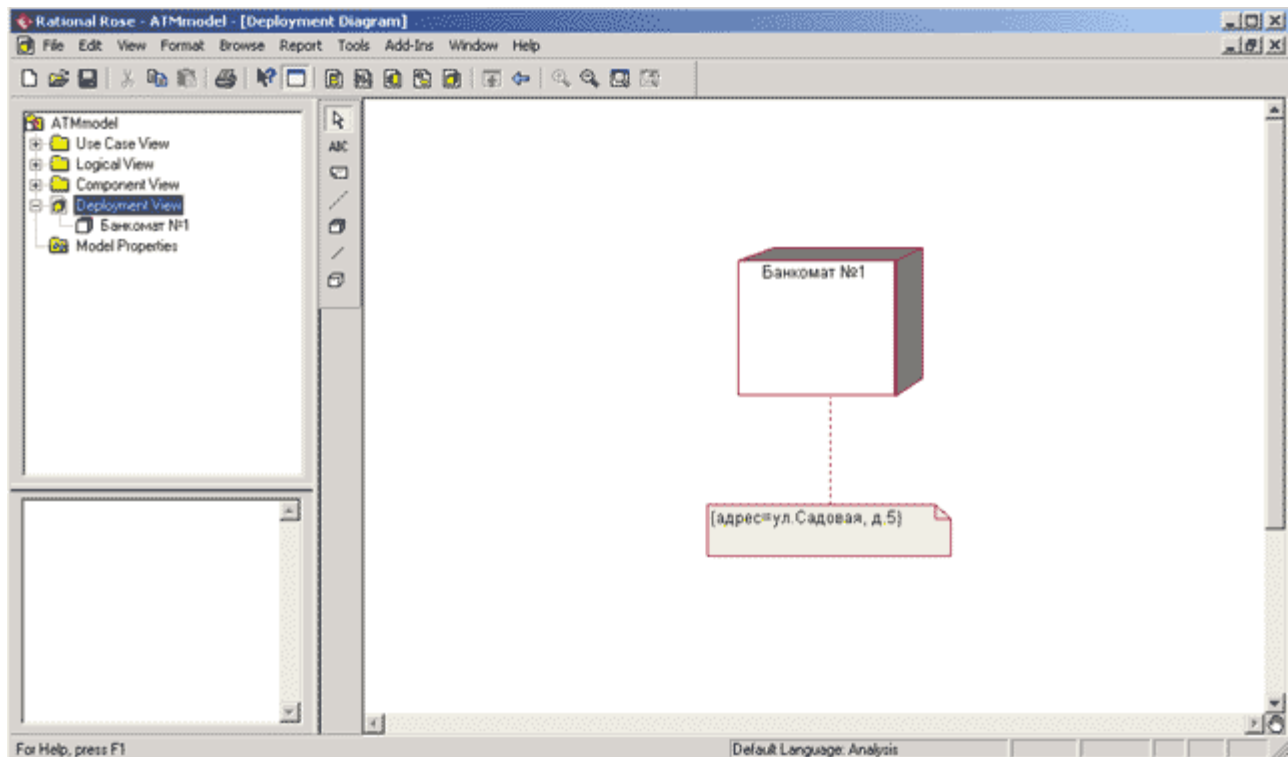 Rational Rose - ATMmodel - [Deployment Diagram]
File Edit View Format Browse Report Tools Add-Ins Window Help
ATMmodel
Use Case View
Logical View
Component View
Deployment View
Банкомат №1
Model Properties
ABC
Банкомат №1
{адрес=ул.Садовая, д.5}
For Help, press F1
Default Language: Analysis